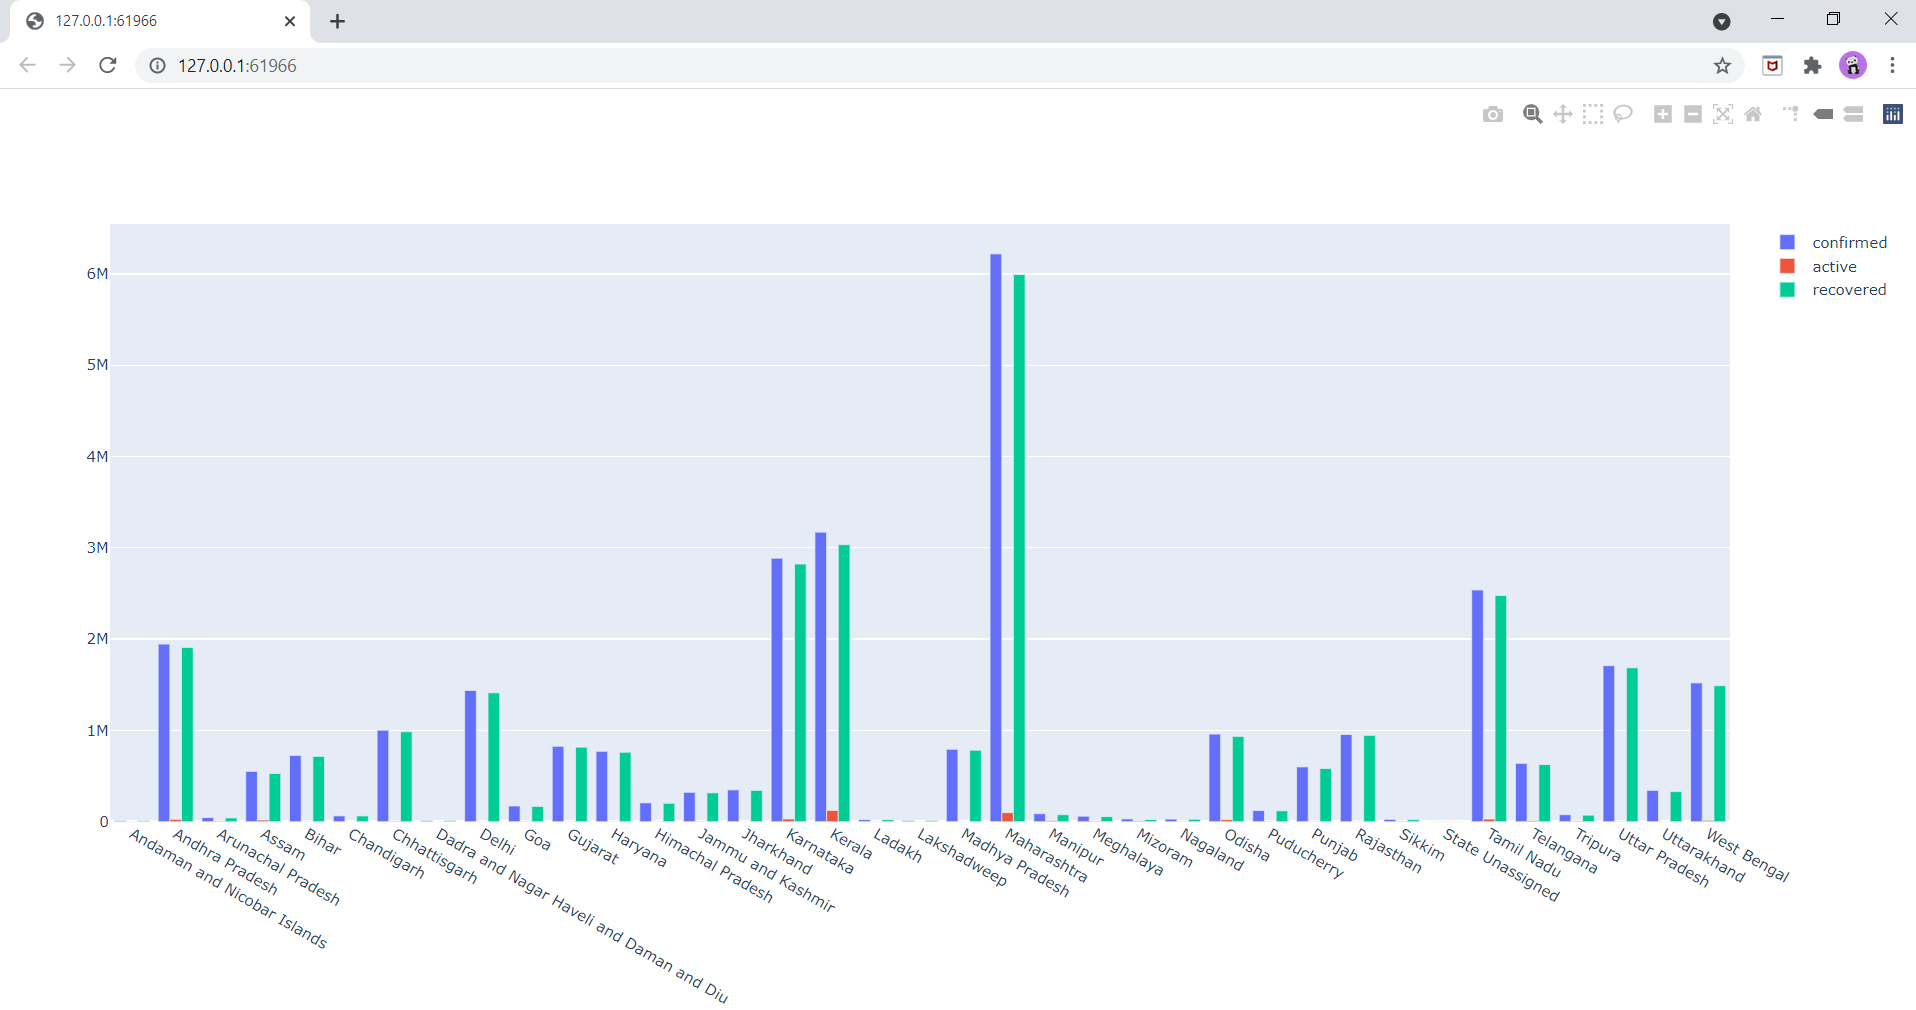 127.0.0.1:61966
127.0.0.1:61966
confirmed
active
recovered
6M
5M
4M
3M
2M
1M
0
Andaman and Nicobar Islands
Andhra Pradesh
Arunachal Pradesh
Assam
Bihar
Chandigarh
Chhattisgarh
Dadra and Nagar Haveli and Daman and Diu
Delhi
Goa
Gujarat
Haryana
Himachal Pradesh
Jammu and Kashmir
Jharkhand
Karnataka
Kerala
Ladakh
Lakshadweep
Madhya Pradesh
Maharashtra
Manipur
Meghalaya
Mizoram
Nagaland
Odisha
Puducherry
Punjab
Rajasthan
Sikkim
State Unassigned
Tamil Nadu
Telangana
Tripura
Uttar Pradesh
Uttarakhand
West Bengal